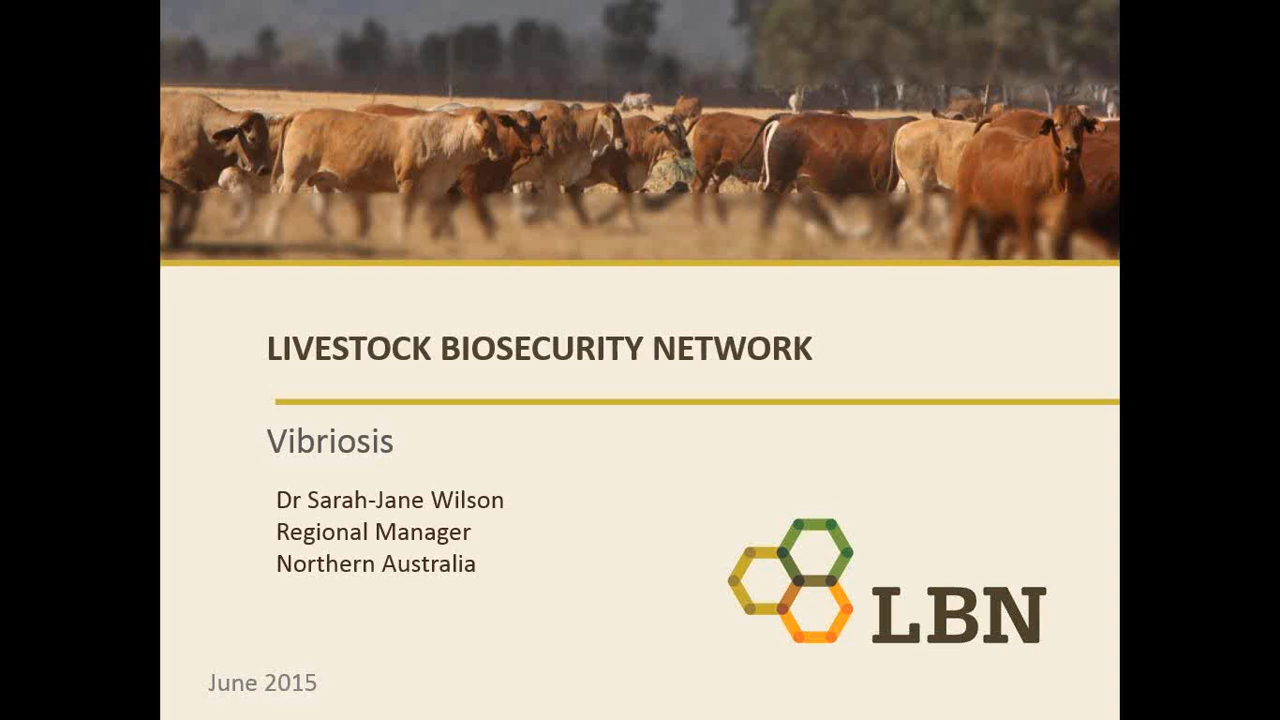 LIVESTOCK BIOSECURITY NETWORK
Vibriosis
Dr Sarah-Jane Wilson
Regional Manager
Northern Australia
LBN
June 2015